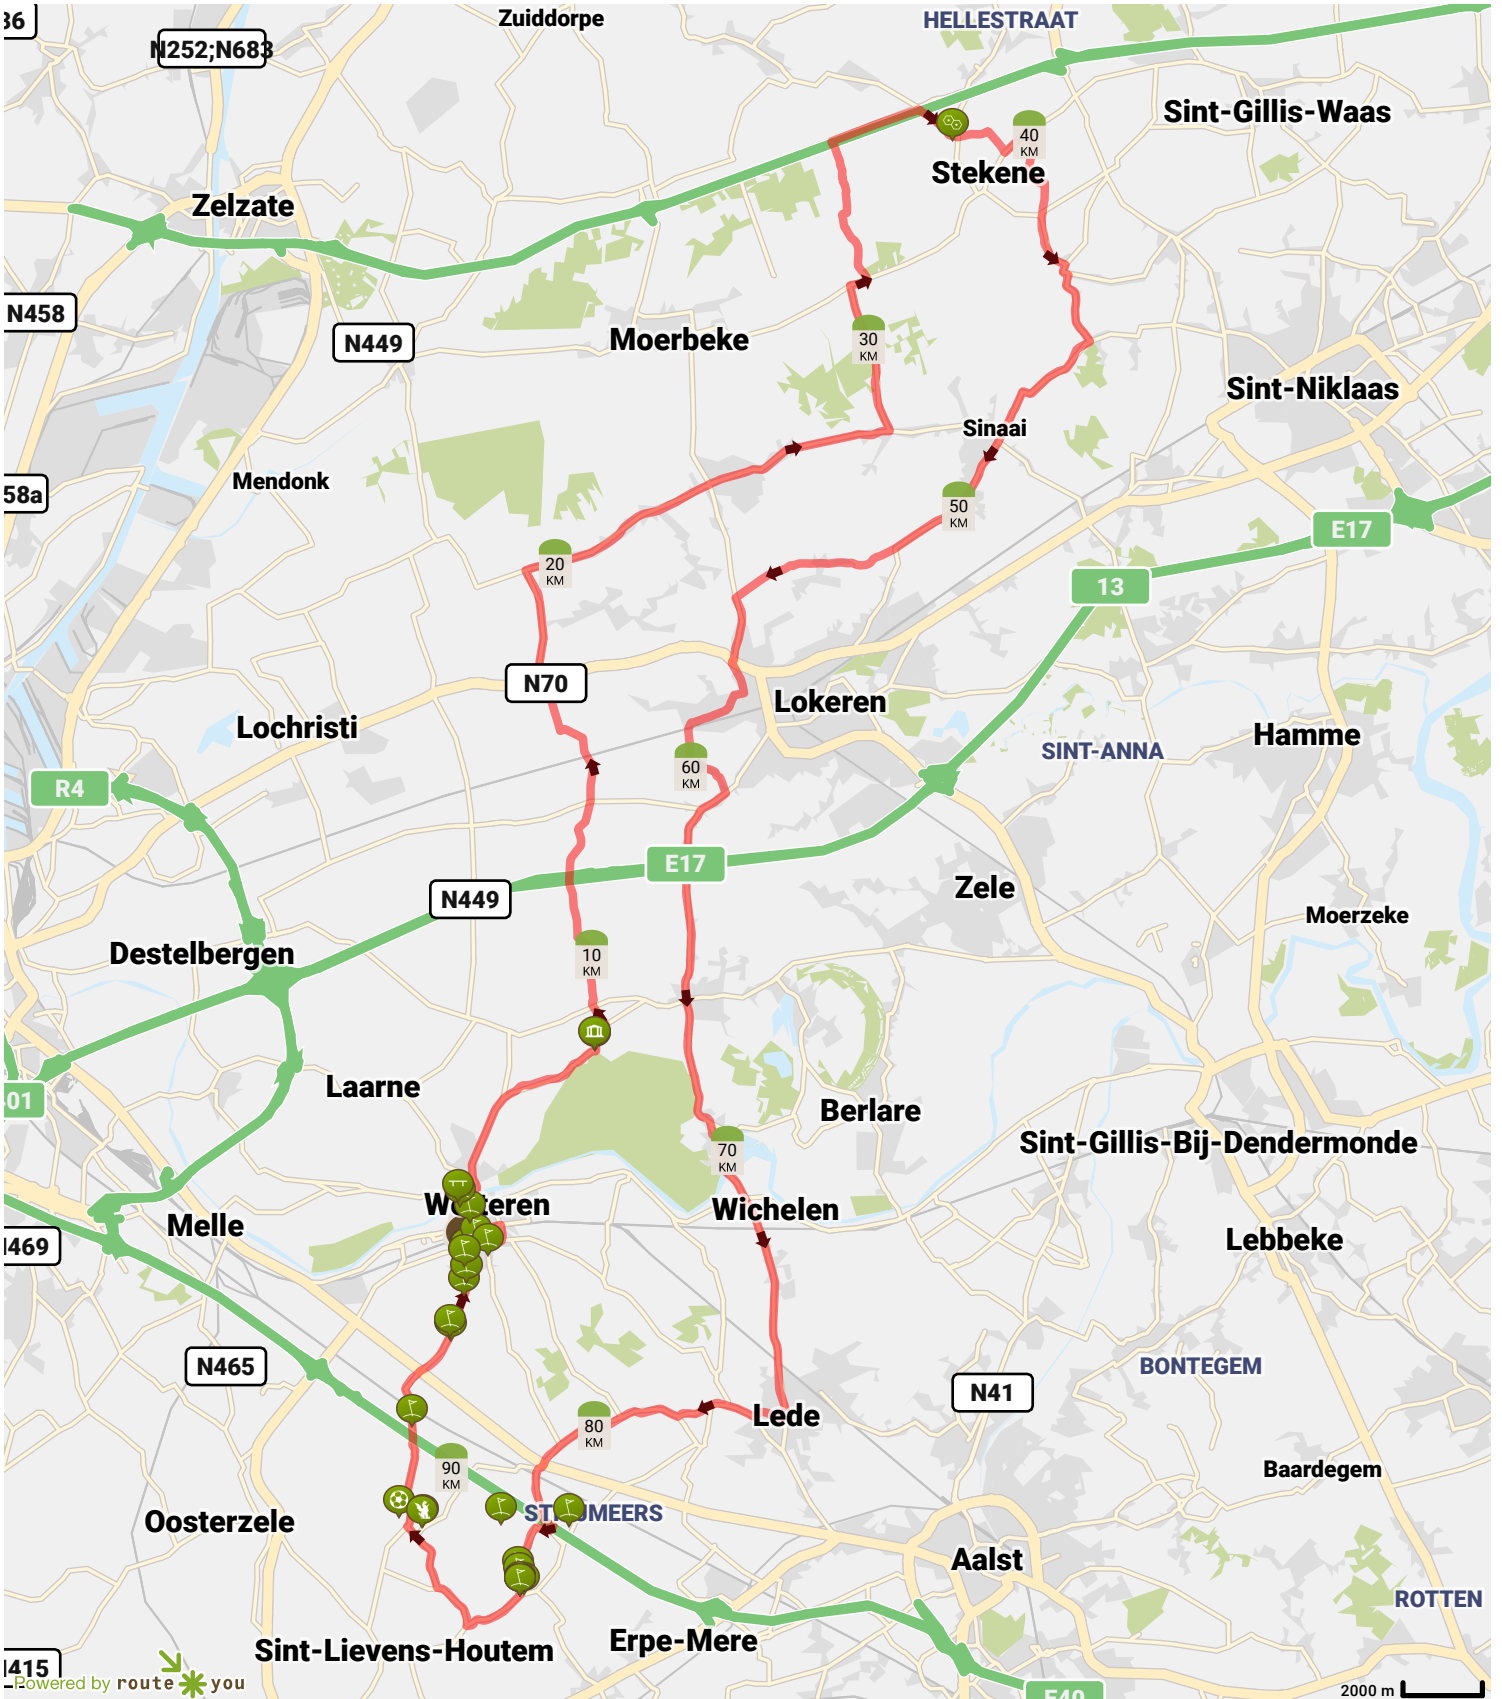 36
Zuiddorpe
HELLESTRAAT
N252;N683
Sint-Gillis-Waas
40
KM
Stekene
Zelzate
N458
N449
Moerbeke
30
KM
Sint-Niklaas
Sinaai
Mendonk
58a
50
KM
E17
20
KM
13
N70
Lokeren
Lochristi
Hamme
SINT-ANNA
60
KM
R4
E17
Zele
N449
Moerzeke
Destelbergen
10
KM
Laarne
01
Berlare
Sint-Gillis-Bij-Dendermonde
70
KM
Wichelen
Melle
Lebbeke
469
N465
BONTEGEM
N41
Lede
80
KM
90
KM
Baardegem
Oosterzele
Aalst
ROTTEN
Sint-Lievens-Houtem
Erpe-Mere
415
Powered by route you
2000 m
E40